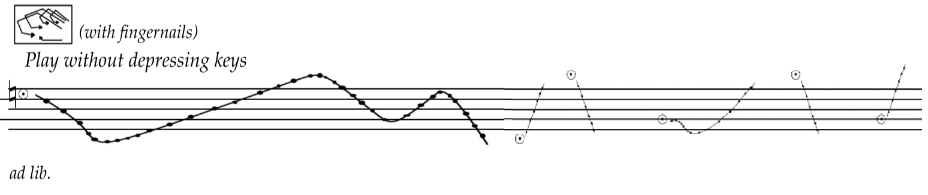 (with fingernails)
Play without depressing keys
ad lib.